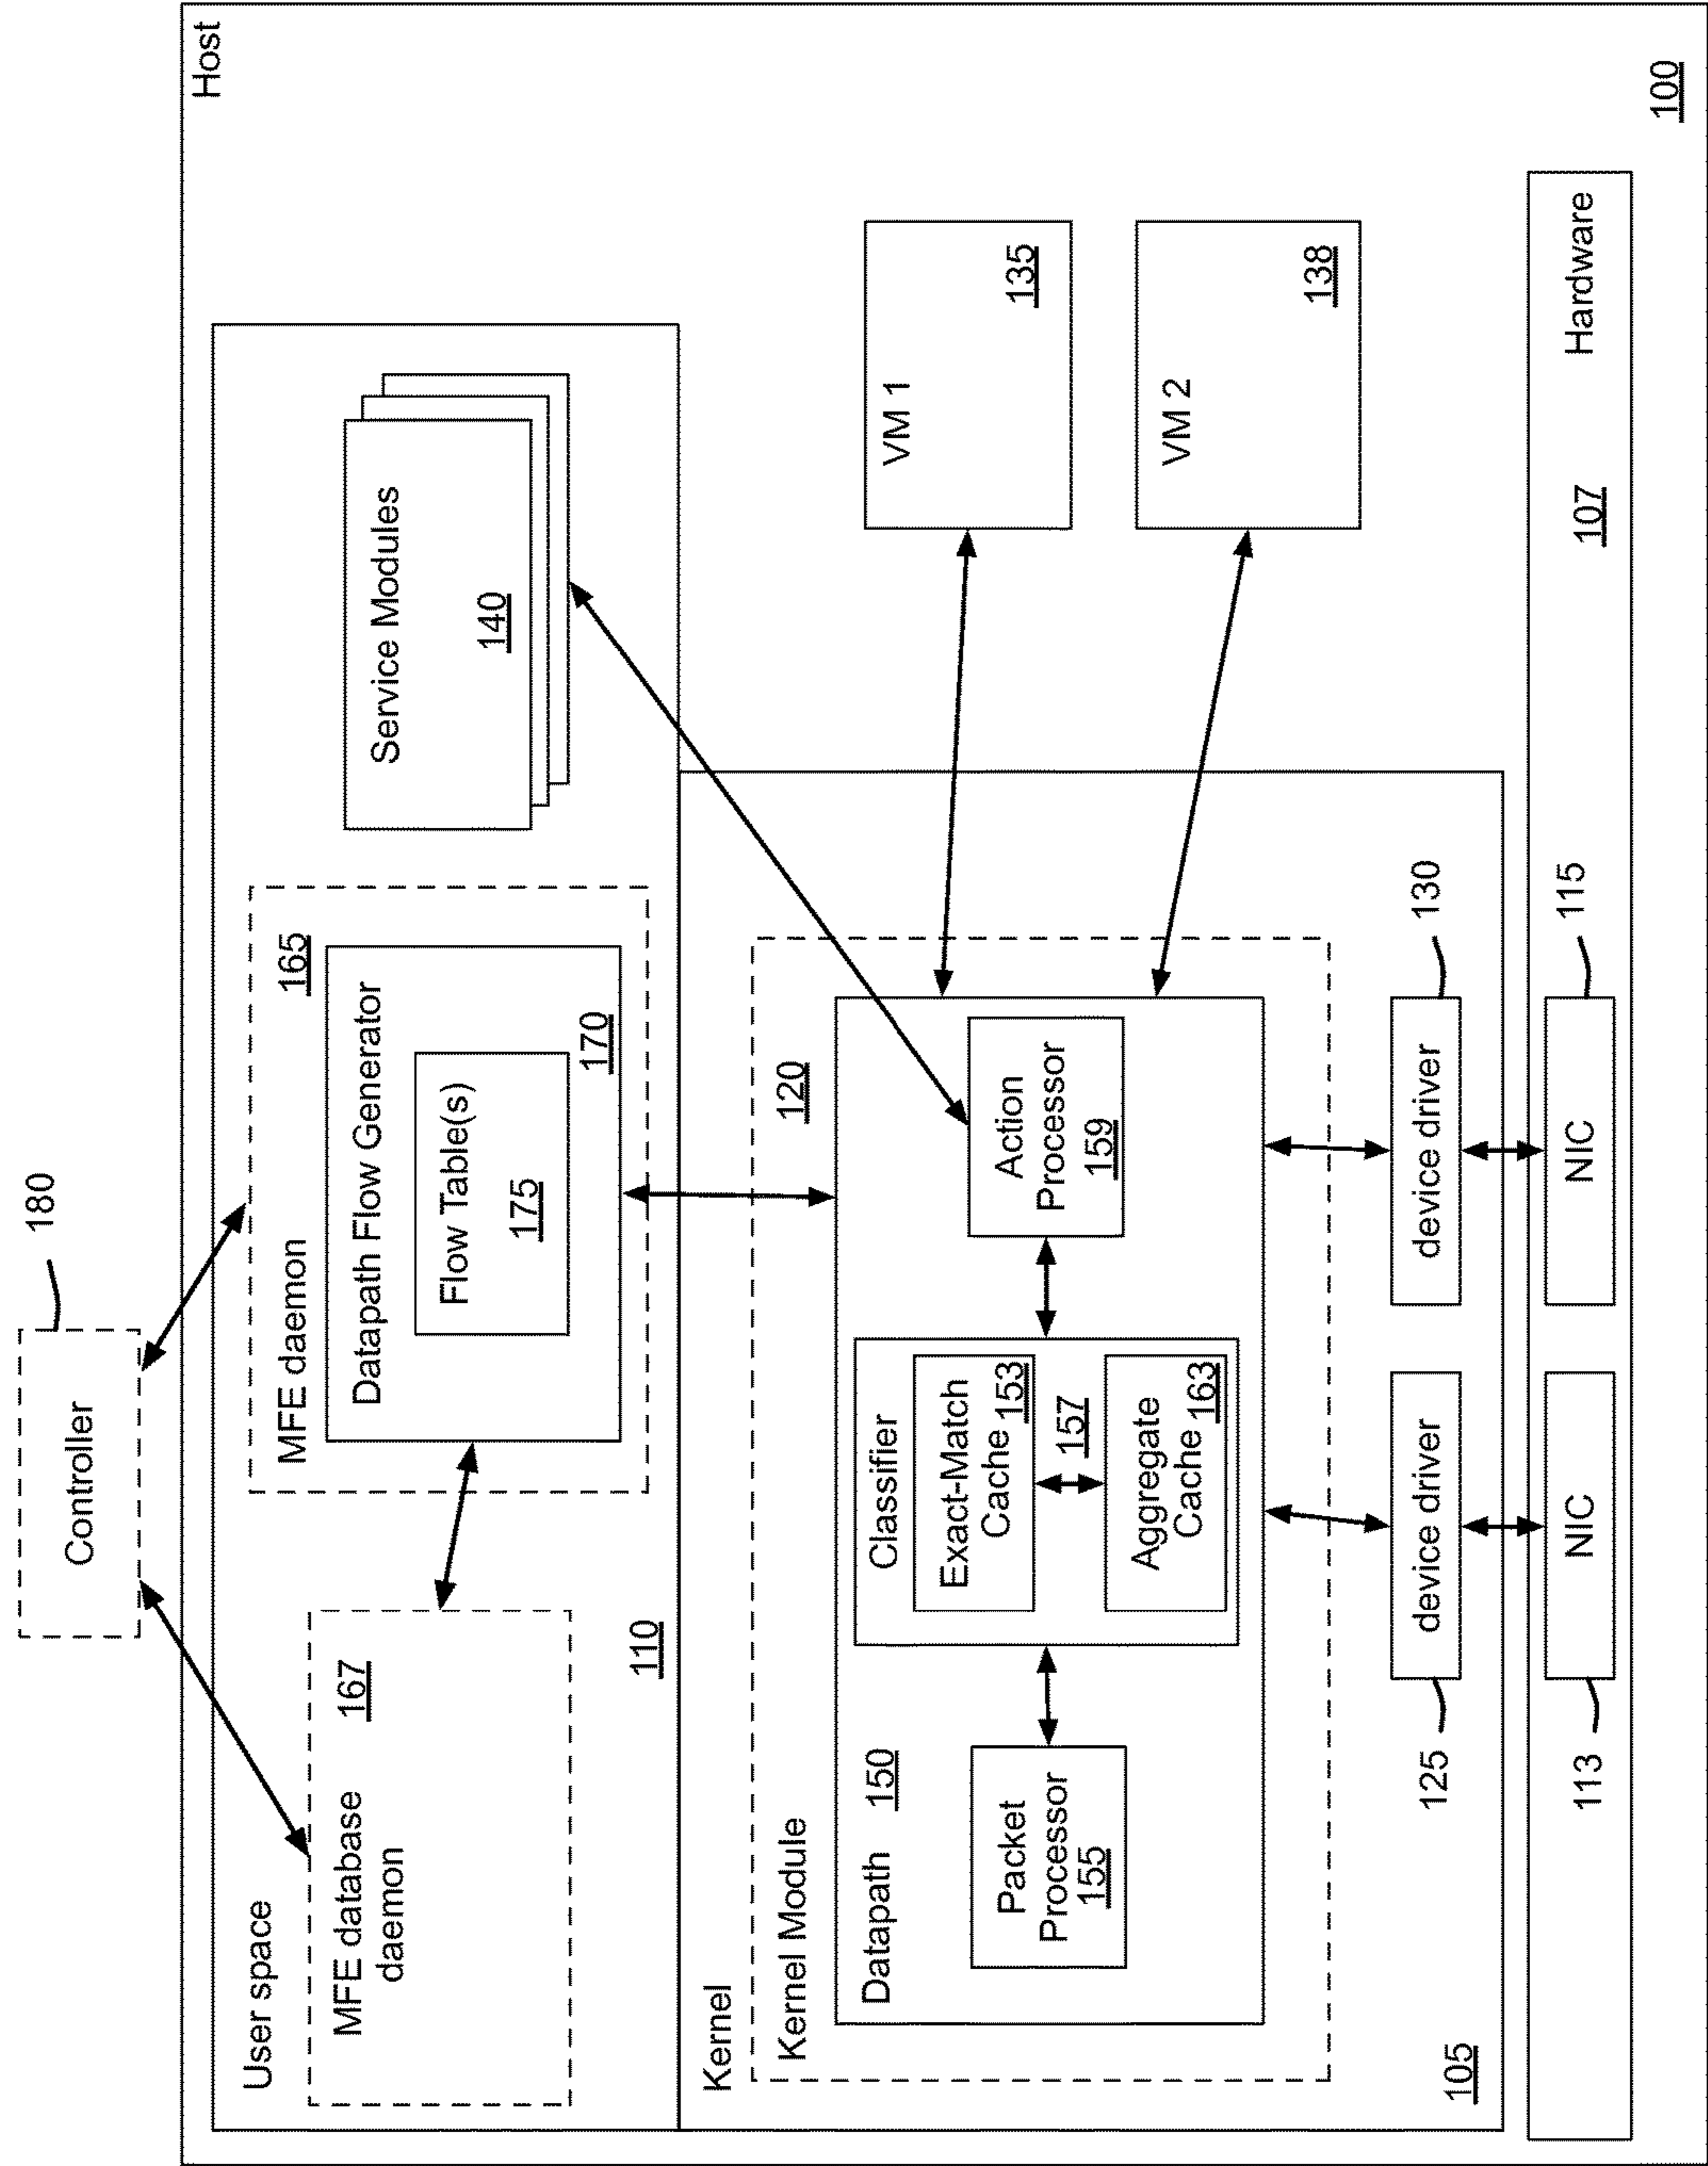 Controller
180
Host
User space
MFE database
daemon
167
110
MFE daemon
165
Datapath Flow Generator
170
Flow Table(s)
175
Service Modules
140
Kernel
Kernel Module
120
Datapath
150
Packet
Processor
155
Classifier
Exact-Match
Cache 153
157
Aggregate
Cache 163
Action
Processor
159
VM 1
135
VM 2
138
device driver
125
device driver
130
105
NIC
113
NIC
115
107
Hardware
100